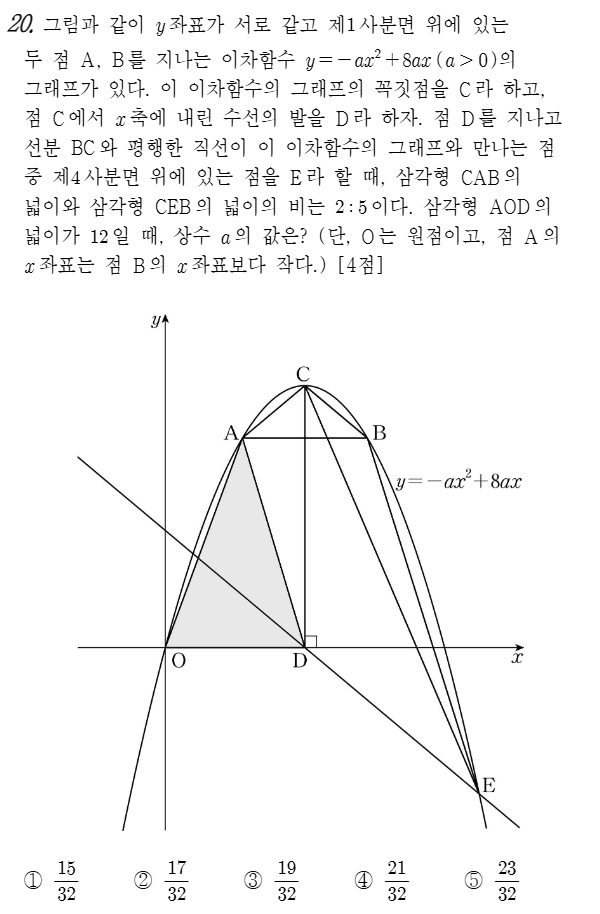 20. 그림과 같이 y좌표가 서로 같고 제1사분면 위에 있는
두 점 A, B를 지나는 이차함수 y=−ax²+8ax (a>0)의
그래프가 있다. 이 이차함수의 그래프의 꼭짓점을 C라 하고,
점 C에서 x축에 내린 수선의 발을 D라 하자. 점 D를 지나고
선분 BC와 평행한 직선이 이 이차함수의 그래프와 만나는 점
중 제4사분면 위에 있는 점을 E라 할 때, 삼각형 CAB의
넓이와 삼각형 CEB의 넓이의 비는 2:5이다. 삼각형 AOD의
넓이가 12일 때, 상수 a의 값은? (단, O는 원점이고, 점 A의
x좌표는 점 B의 x좌표보다 작다.) [4점]
y
C
A
B
y=−ax²+8ax
O
D
x
E
① 15/32 ② 17/32 ③ 19/32 ④ 21/32 ⑤ 23/32